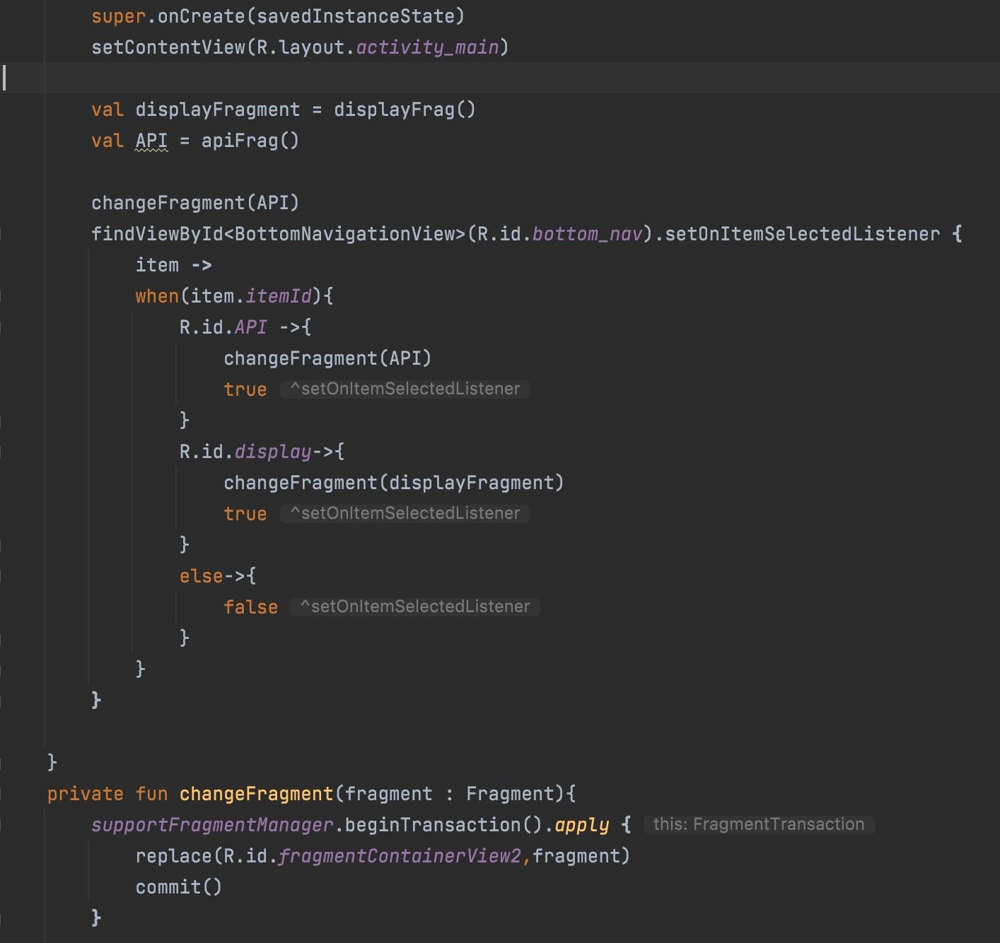 super.onCreate(savedInstanceState)
setContentView(R.layout.activity_main)
val displayFragment = displayFrag()
val API = apiFrag()
changeFragment(API)
findViewById<BottomNavigationView>(R.id.bottom_nav).setOnItemSelectedListener {
item ->
when(item.itemId){
R.id.API ->{
changeFragment(API)
true ^setOnItemSelectedListener
}
R.id.display->{
changeFragment(displayFragment)
true ^setOnItemSelectedListener
}
else->{
false ^setOnItemSelectedListener
}
}
}
}
private fun changeFragment(fragment : Fragment){
supportFragmentManager.beginTransaction().apply { this: FragmentTransaction
replace(R.id.fragmentContainerView2,fragment)
commit()
}